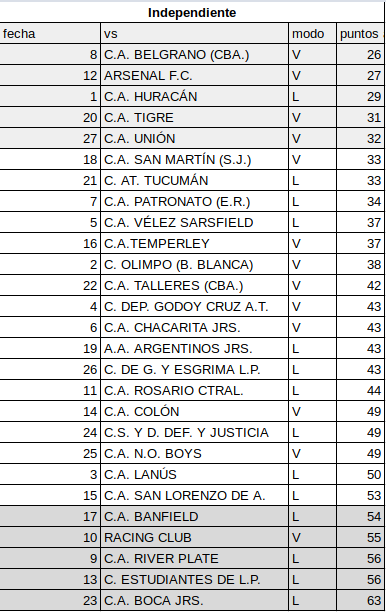 Independiente
fecha vs modo puntos
8 C.A. BELGRANO (CBA.) V 26
12 ARSENAL F.C. V 27
1 C.A. HURACÁN L 29
20 C.A. TIGRE V 31
27 C.A. UNIÓN V 32
18 C.A. SAN MARTÍN (S.J.) V 33
21 C. AT. TUCUMÁN L 33
7 C.A. PATRONATO (E.R.) L 34
5 C.A. VÉLEZ SARSFIELD L 37
16 C.A.TEMPERLEY V 37
2 C. OLIMPO (B. BLANCA) V 38
22 C.A. TALLERES (CBA.) V 42
4 C. DEP. GODOY CRUZ A.T. V 43
6 C.A. CHACARITA JRS. V 43
19 A.A. ARGENTINOS JRS. L 43
26 C. DE G. Y ESGRIMA L.P. L 43
11 C.A. ROSARIO CTRAL. L 44
14 C.A. COLÓN V 49
24 C.S. Y D. DEF. Y JUSTICIA L 49
25 C.A. N.O. BOYS V 49
3 C.A. LANÚS L 50
15 C.A. SAN LORENZO DE A. L 53
17 C.A. BANFIELD L 54
10 RACING CLUB V 55
9 C.A. RIVER PLATE L 56
13 C. ESTUDIANTES DE L.P. L 56
23 C.A. BOCA JRS. L 63